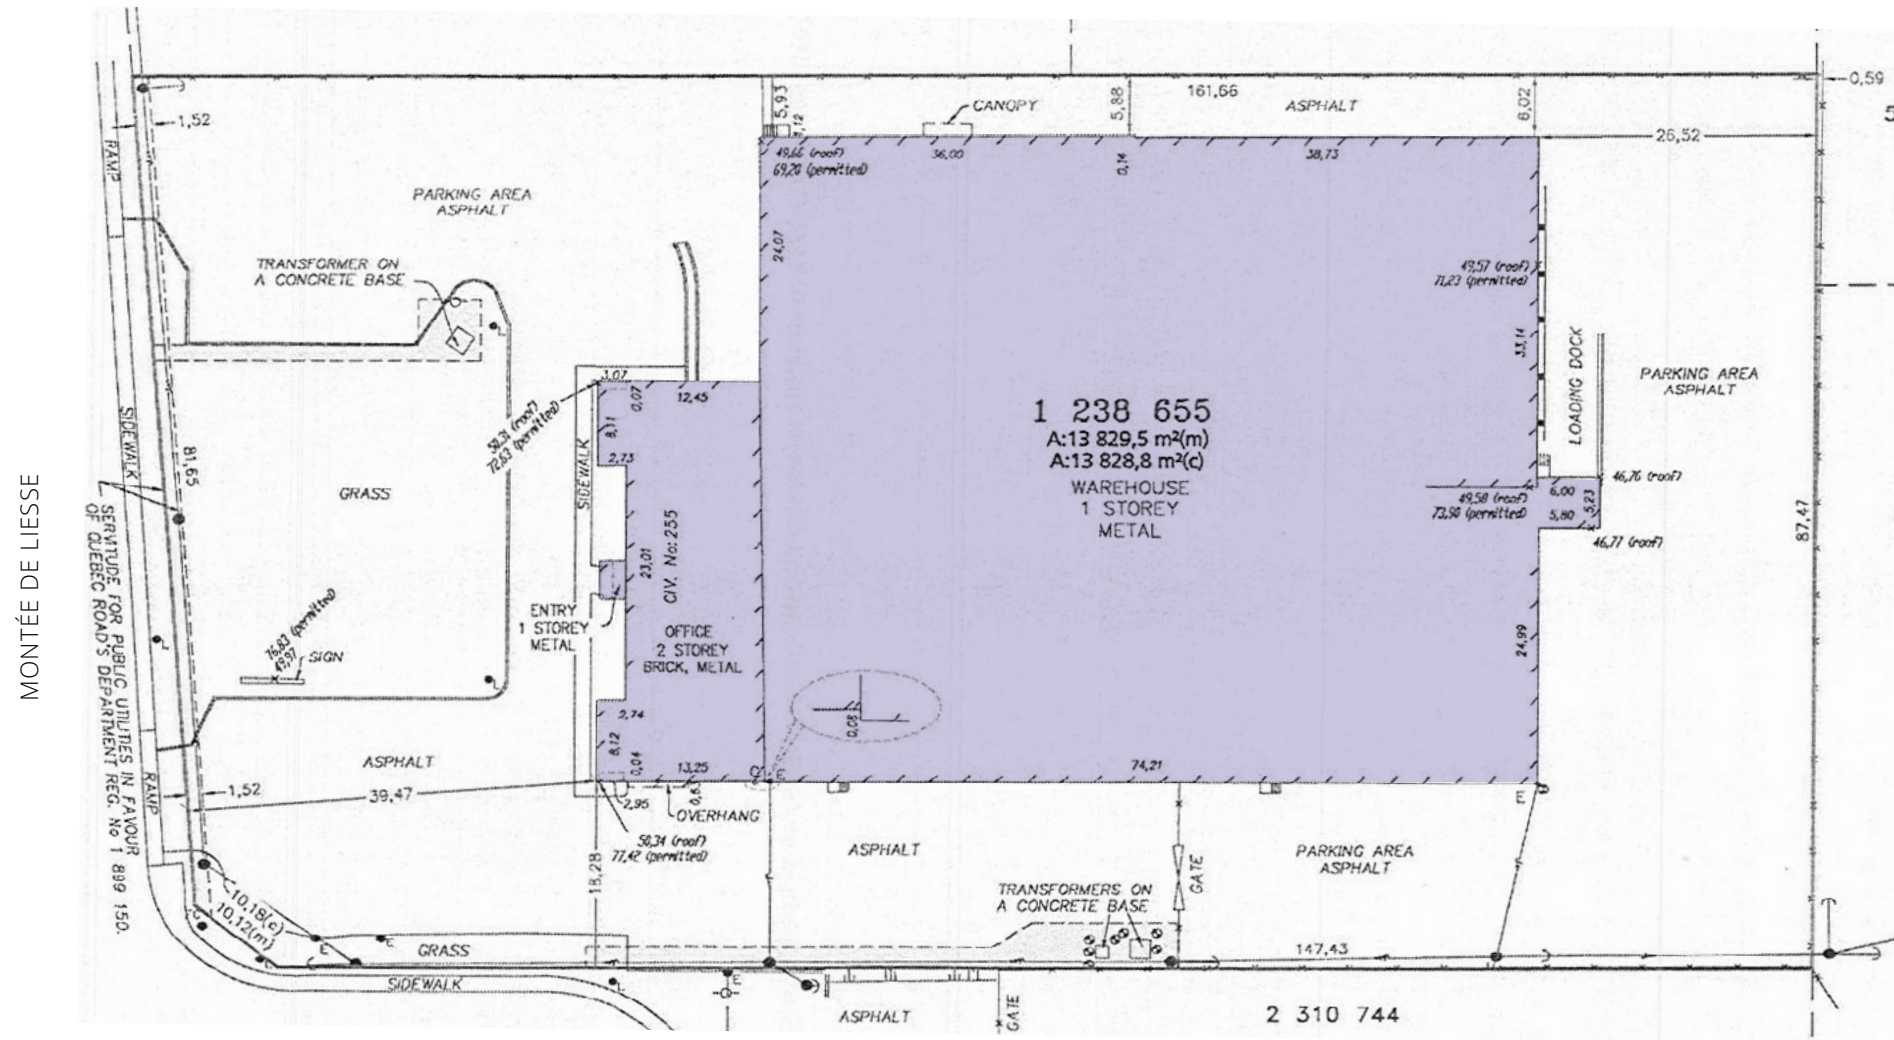 0,59
161,66
5,93
5,88
6,02
CANOPY
ASPHALT
1,52
26,52
RAMP
49,66 (roof)
69,20 (permitted)
36,00
0,14
38,73
PARKING AREA
ASPHALT
24,07
TRANSFORMER ON
A CONCRETE BASE
49,57 (roof)
71,23 (permitted)
33,14
LOADING DOCK
PARKING AREA
ASPHALT
3,07
0,07
12,45
50,31 (roof)
72,63 (permitted)
8,11
2,73
SIDEWALK
SIDEWALK
81,65
GRASS
1 238 655
A:13 829,5 m²(m)
A:13 828,8 m²(c)
WAREHOUSE
1 STOREY
METAL
46,76 (roof)
49,58 (roof)
73,90 (permitted)
6,00
5,23
5,80
46,77 (roof)
87,47
MONTÉE DE LIESSE
SERVITUDE FOR PUBLIC UTILITIES IN FAVOUR
OF QUEBEC ROAD'S DEPARTMENT REG. No 1 899 150.
23,01
CIV. No: 255
ENTRY
1 STOREY
METAL
OFFICE
2 STOREY
BRICK, METAL
24,99
76,83 (permitted)
49,97
SIGN
2,74
0,08
8,12
0,04
13,25
74,21
ASPHALT
RAMP
1,52
39,47
2,95
OVERHANG
50,34 (roof)
77,42 (permitted)
18,28
ASPHALT
GATE
PARKING AREA
ASPHALT
TRANSFORMERS ON
A CONCRETE BASE
10,18(c)
10,12(m)
GRASS
147,43
SIDEWALK
ASPHALT
GATE
2 310 744